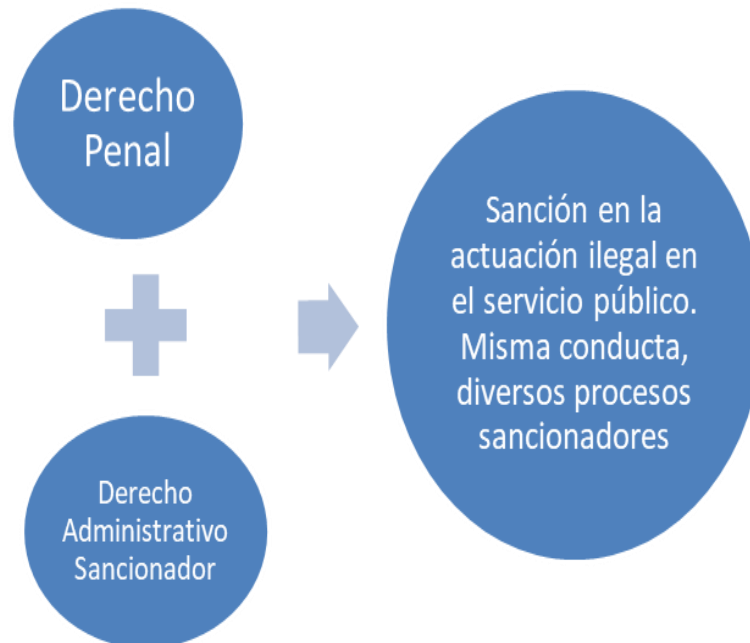 Derecho
Penal
Derecho
Administrativo
Sancionador
Sanción en la
actuación ilegal en
el servicio público.
Misma conducta,
diversos procesos
sancionadores